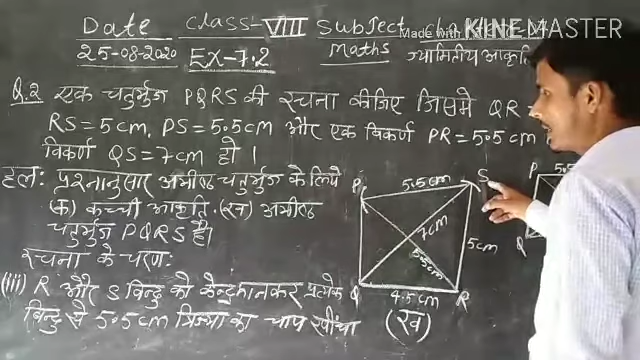 Date Class-VIII Subject
Made with KINEMASTER
25-08-2020 EX-7.2 Maths ज्यामितीय आकृति
Q.2 एक चतुर्भुज PQRS की रचना कीजिए जिसमे QR =
RS = 5cm, PS = 5.5cm और एक विकर्ण PR = 5.5cm
विकर्ण QS = 7cm हो ।
हल: प्रश्नानुसार अभीष्ट चतुर्भुज के लिये
(क) कच्ची आकृति (ख) अभीष्ट
चतुर्भुज PQRS है।
रचना के चरण:
(iii) R और S बिन्दु को केन्द्र मानकर प्रत्येक
बिन्दु से 5.5cm त्रिज्या का चाप खींचा
P 5.5cm S
7cm
5cm
5.5cm
Q 4.5cm R
(ख)
P 5.5
Q